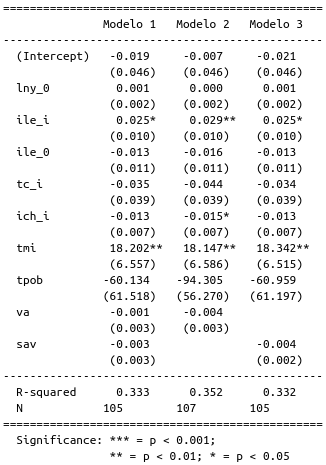 =================================================
Modelo 1 Modelo 2 Modelo 3
-------------------------------------------------
(Intercept) -0.019 -0.007 -0.021
(0.046) (0.046) (0.046)
lny_0 0.001 0.000 0.001
(0.002) (0.002) (0.002)
ile_i 0.025* 0.029** 0.025*
(0.010) (0.010) (0.010)
ile_0 -0.013 -0.016 -0.013
(0.011) (0.011) (0.011)
tc_i -0.035 -0.044 -0.034
(0.039) (0.039) (0.039)
ich_i -0.013 -0.015* -0.013
(0.007) (0.007) (0.007)
tmi 18.202** 18.147** 18.342**
(6.557) (6.586) (6.515)
tpob -60.134 -94.305 -60.959
(61.518) (56.270) (61.197)
va -0.001 -0.004
(0.003) (0.003)
sav -0.003 -0.004
(0.003) (0.002)
-------------------------------------------------
R-squared 0.333 0.352 0.332
N 105 107 105
=================================================
Significance: *** = p < 0.001;
** = p < 0.01; * = p < 0.05